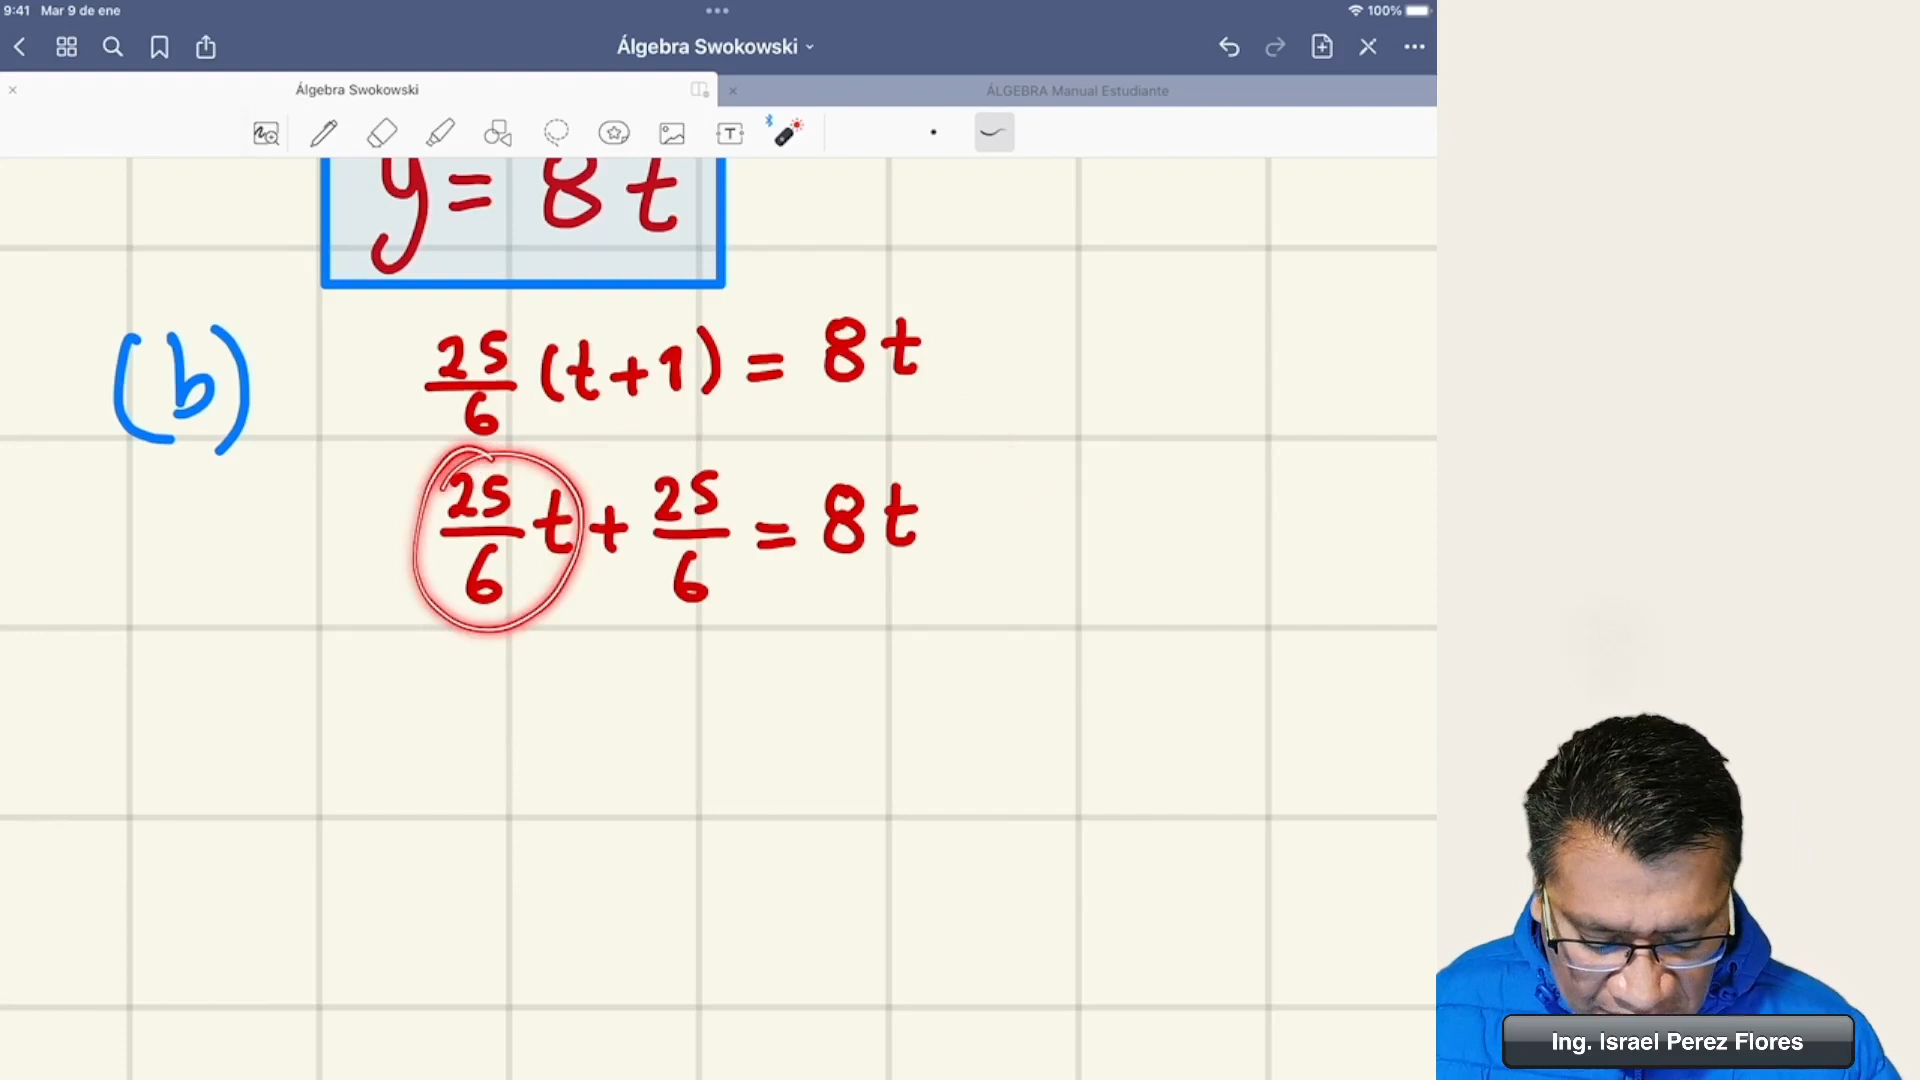 9:41 Mar 9 de ene
100%
Álgebra Swokowski
Álgebra Swokowski
ÁLGEBRA Manual Estudiante
T
y = 8t
(b)
25/6 (t+1) = 8t
25/6 t + 25/6 = 8t
Ing. Israel Perez Flores